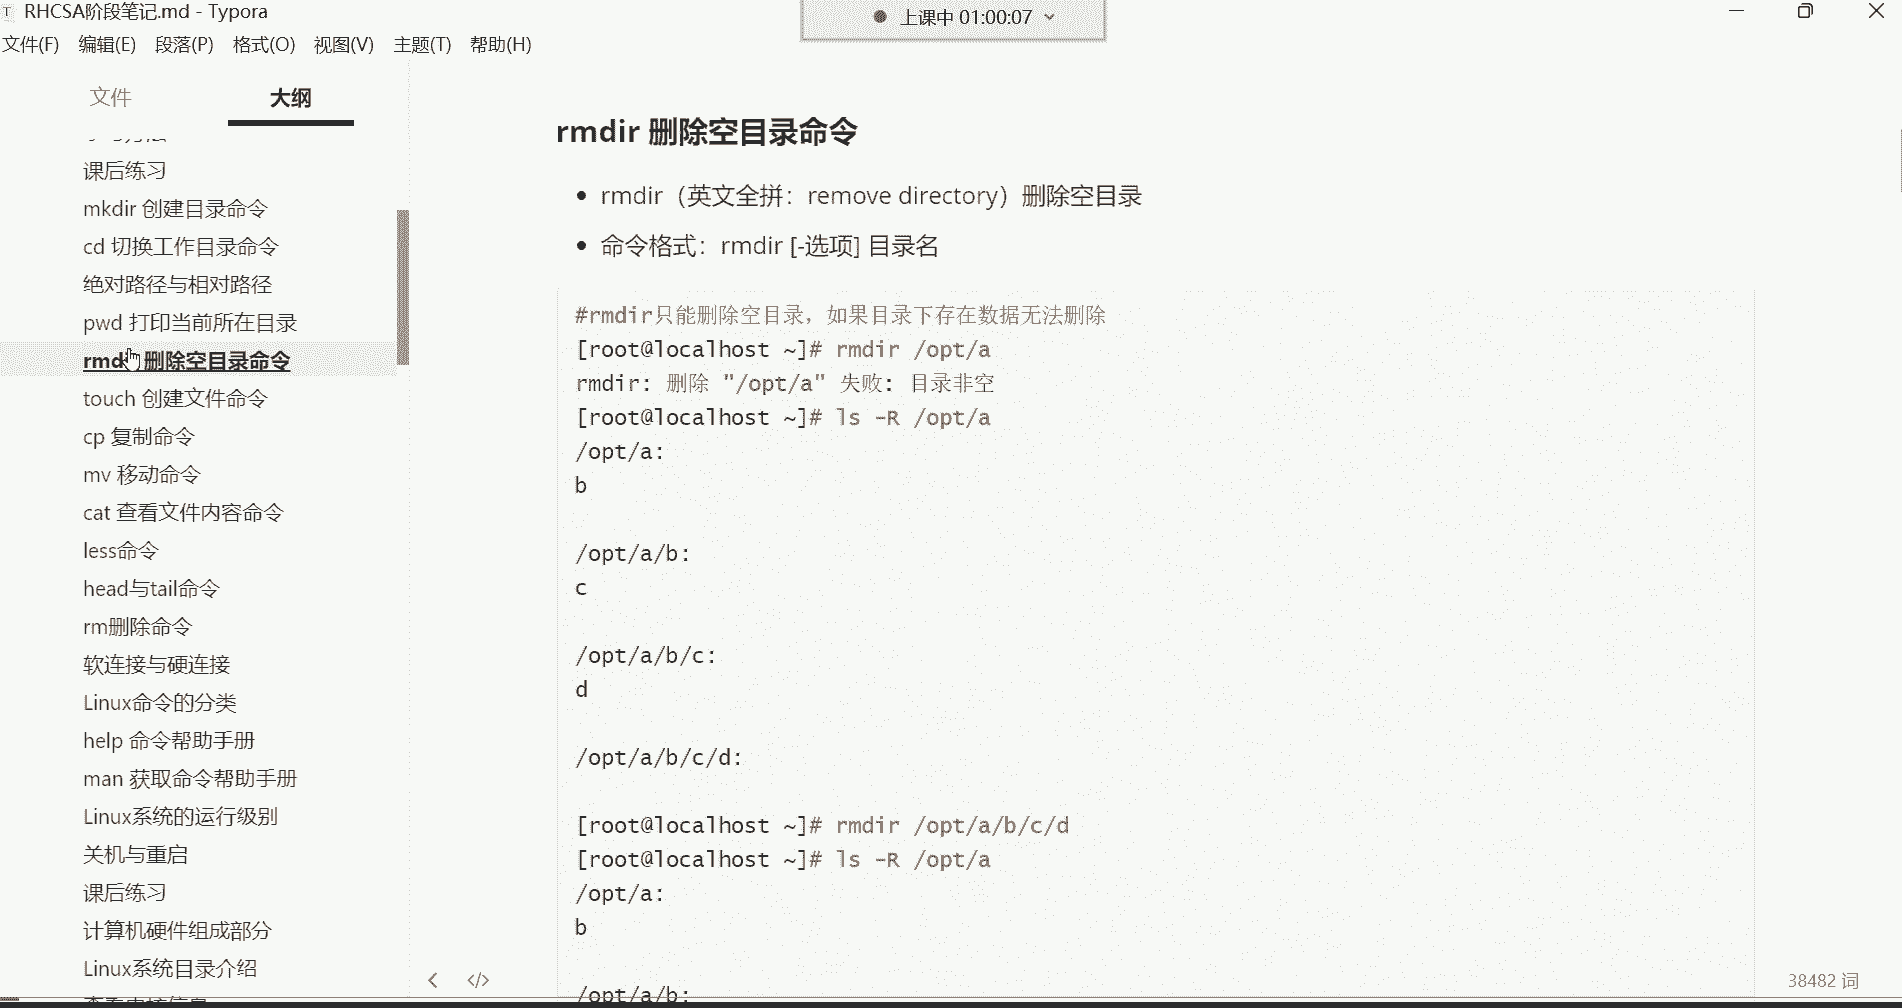 RHCSA阶段笔记.md - Typora
上课中 01:00:07
文件(F) 编辑(E) 段落(P) 格式(O) 视图(V) 主题(T) 帮助(H)
文件 大纲
课后练习
mkdir 创建目录命令
cd 切换工作目录命令
绝对路径与相对路径
pwd 打印当前所在目录
删除空目录命令
touch 创建文件命令
cp 复制命令
mv 移动命令
cat 查看文件内容命令
less命令
head与tail命令
rm删除命令
软连接与硬连接
Linux命令的分类
help 命令帮助手册
man 获取命令帮助手册
Linux系统的运行级别
关机与重启
课后练习
计算机硬件组成部分
Linux系统目录介绍
rmdir 删除空目录命令
• rmdir（英文全拼：remove directory）删除空目录
• 命令格式：rmdir [-选项] 目录名
#rmdir只能删除空目录，如果目录下存在数据无法删除
[root@localhost ~]# rmdir /opt/a
rmdir: 删除 "/opt/a" 失败: 目录非空
[root@localhost ~]# ls -R /opt/a
/opt/a:
b
/opt/a/b:
c
/opt/a/b/c:
d
/opt/a/b/c/d:
[root@localhost ~]# rmdir /opt/a/b/c/d
[root@localhost ~]# ls -R /opt/a
/opt/a:
b
/opt/a/b:
38482 词